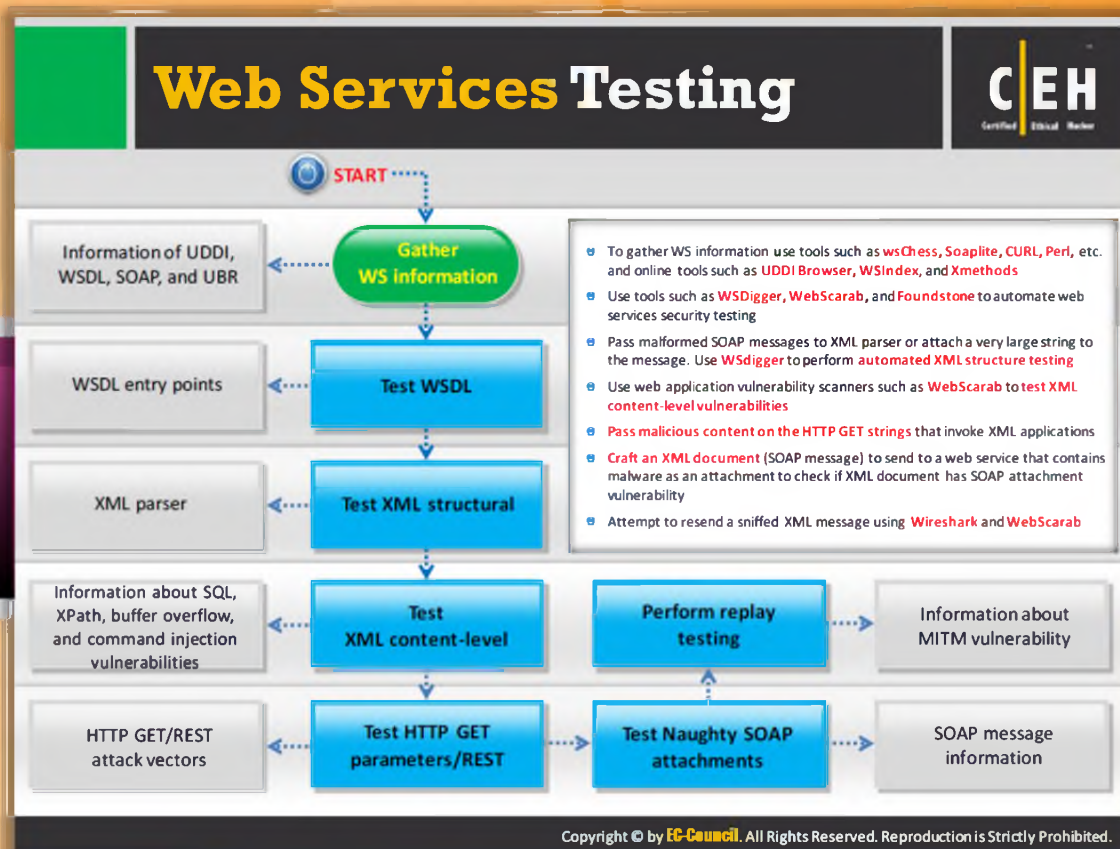 Web Services Testing
C|EH
Certified Ethical Hacker
START
Information of UDDI,
WSDL, SOAP, and UBR
Gather
WS information
WSDL entry points
Test WSDL
XML parser
Test XML structural
Information about SQL,
XPath, buffer overflow,
and command injection
vulnerabilities
Test
XML content-level
HTTP GET/REST
attack vectors
Test HTTP GET
parameters/REST
To gather WS information use tools such as wsChess, Soaplite, CURL, Perl, etc.
and online tools such as UDDI Browser, WSIndex, and Xmethods
Use tools such as WSDigger, WebScarab, and Foundstone to automate web
services security testing
Pass malformed SOAP messages to XML parser or attach a very large string to
the message. Use WSdigger to perform automated XML structure testing
Use web application vulnerability scanners such as WebScarab to test XML
content-level vulnerabilities
Pass malicious content on the HTTP GET strings that invoke XML applications
Craft an XML document (SOAP message) to send to a web service that contains
malware as an attachment to check if XML document has SOAP attachment
vulnerability
Attempt to resend a sniffed XML message using Wireshark and WebScarab
Perform replay
testing
Information about
MITM vulnerability
Test Naughty SOAP
attachments
SOAP message
information
Copyright © by EC-Council. All Rights Reserved. Reproduction is Strictly Prohibited.